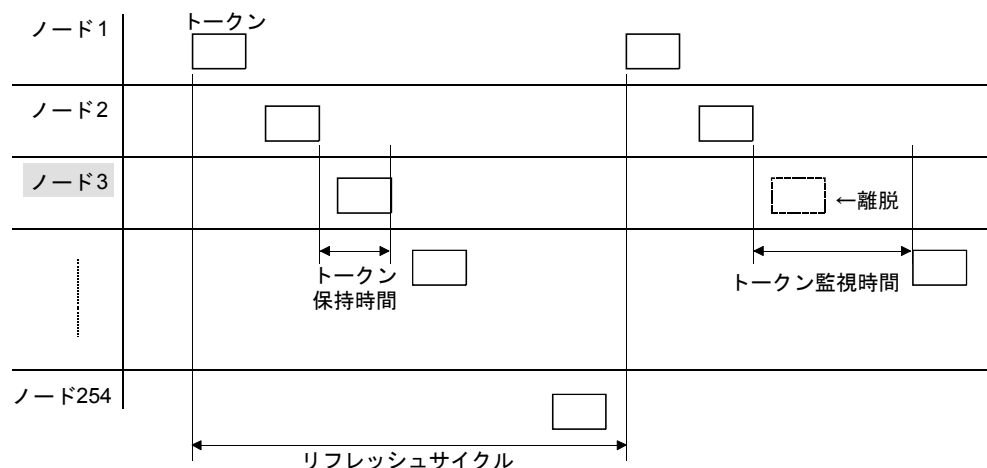 トークン
ノード1
ノード2
ノード3
←離脱
トークン
保持時間
トークン監視時間
ノード254
リフレッシュサイクル